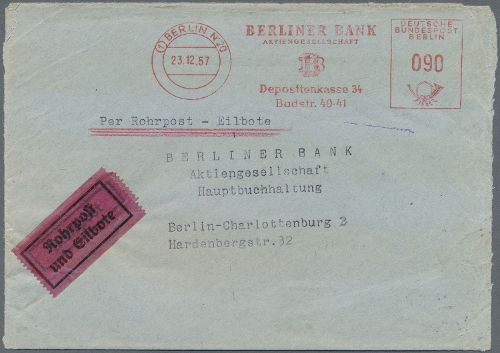 (1) BERLIN N 20
23.12.57
BERLINER BANK
AKTIENGESELLSCHAFT
Depositenkasse 34
Badstr. 40-41
DEUTSCHE
BUNDESPOST
BERLIN
090
Per Rohrpost - Eilbote
BERLINER BANK
Aktiengesellschaft
Hauptbuchhaltung
Berlin-Charlottenburg 2
Hardenbergstr.32
Rohrpost
und Eilbote